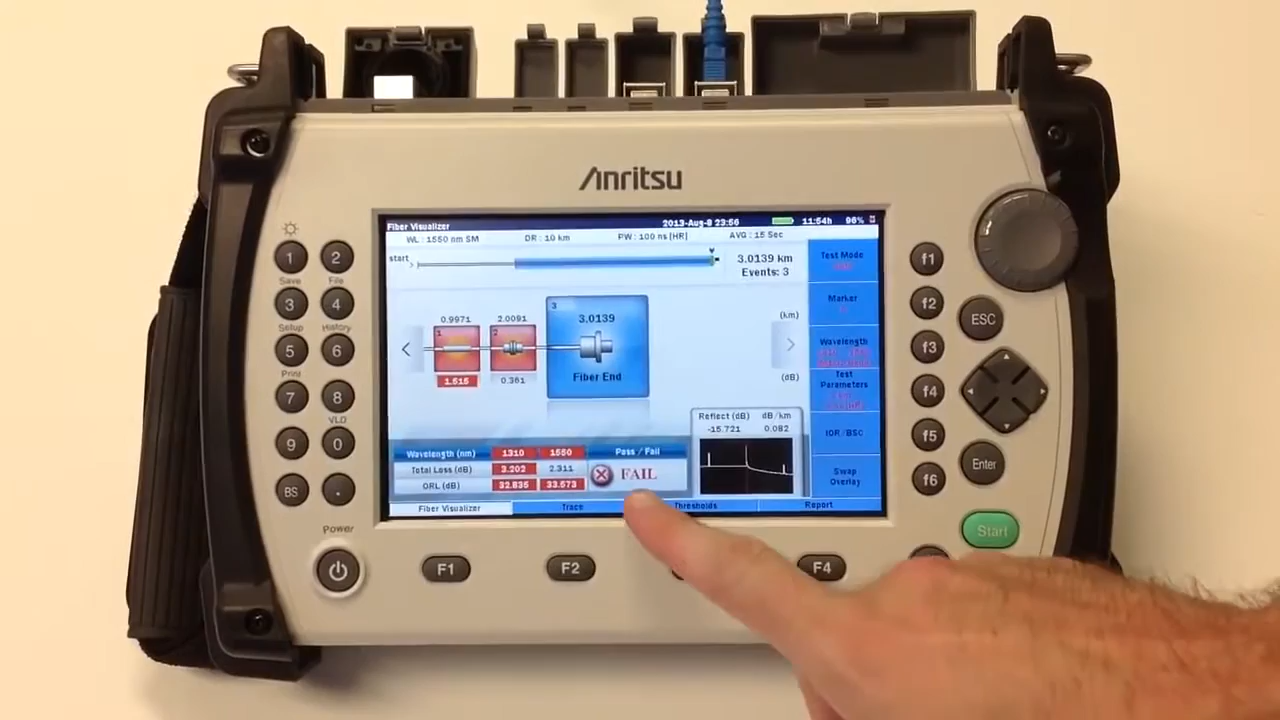 Anritsu
Fiber Visualizer 2013-Aug-8 23:56 11:54h 96%
WL : 1550 nm SM DR : 10 km PW : 100 ns [HR] AVG : 15 Sec
start 3.0139 km
Events: 3
Test Mode
Marker
Wavelength
Test
Parameters
IOR/BSC
Swap
Overlay
(km)
0.9971 2.0091 3
1 2 3.0139
Fiber End
1.515 0.361
(dB)
Reflect (dB) dB/km
-15.721 0.082
Wavelength (nm) 1310 1550 Pass / Fail
Total Loss (dB) 3.202 2.311 FAIL
ORL (dB) 32.835 33.573
Fiber Visualizer Trace Thresholds Report
1 2
Save File
3 4
Setup History
5 6
Print
7 8
VLD
9 0
BS .
Power
F1 F2 F4
f1
f2
f3
f4
f5
f6
ESC
Enter
Start